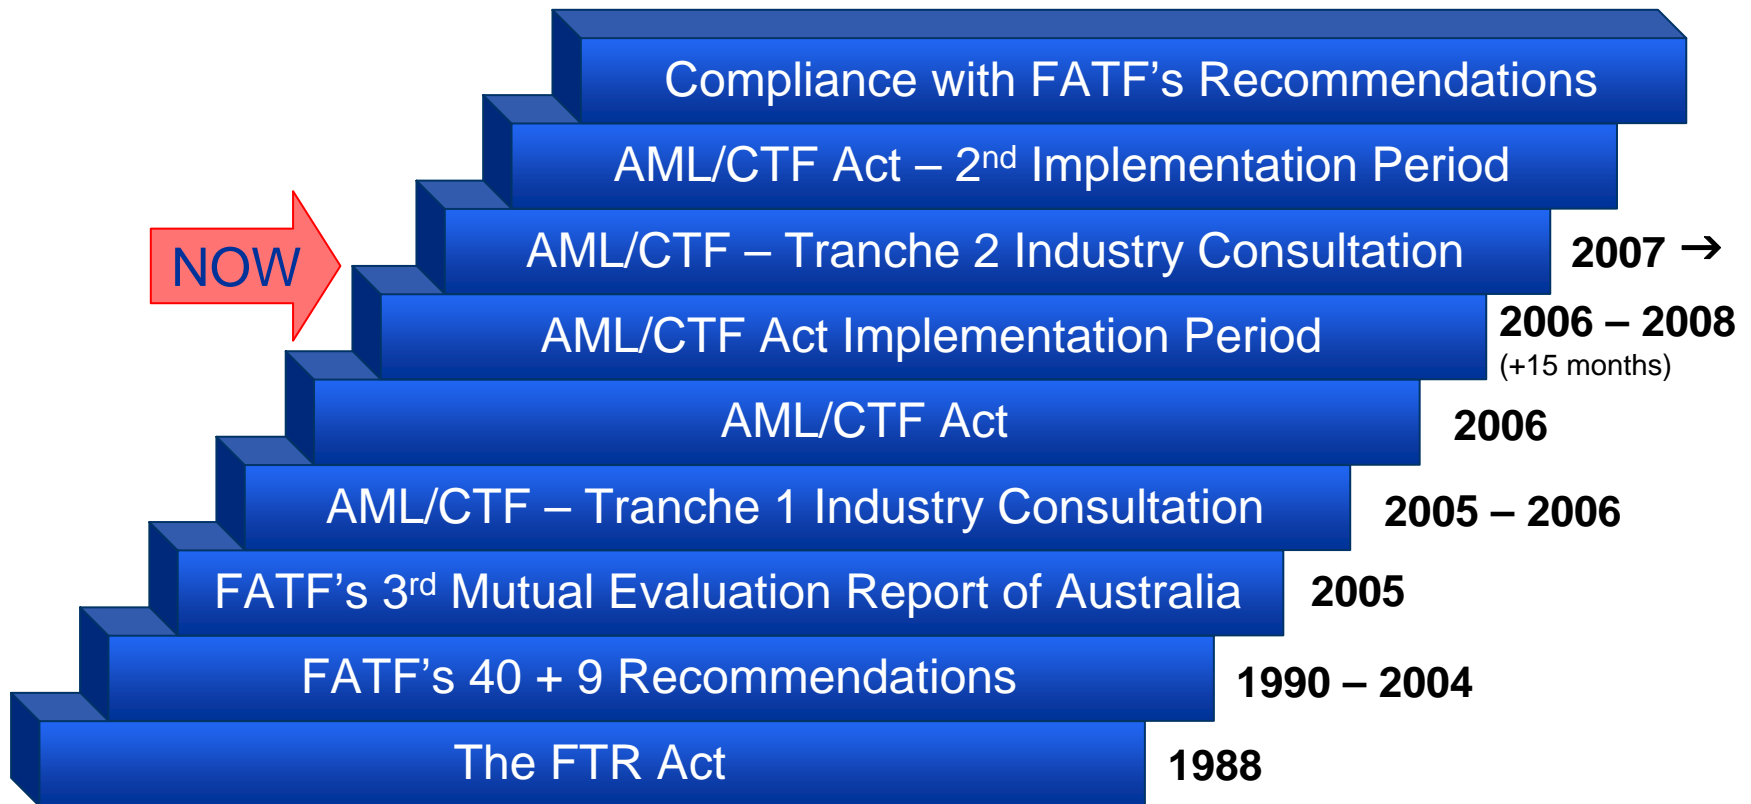 Compliance with FATF’s Recommendations
AML/CTF Act – 2nd Implementation Period
AML/CTF – Tranche 2 Industry Consultation
2007 →
NOW
AML/CTF Act Implementation Period
2006 – 2008
(+15 months)
AML/CTF Act
2006
AML/CTF – Tranche 1 Industry Consultation
2005 – 2006
FATF’s 3rd Mutual Evaluation Report of Australia
2005
FATF’s 40 + 9 Recommendations
1990 – 2004
The FTR Act
1988